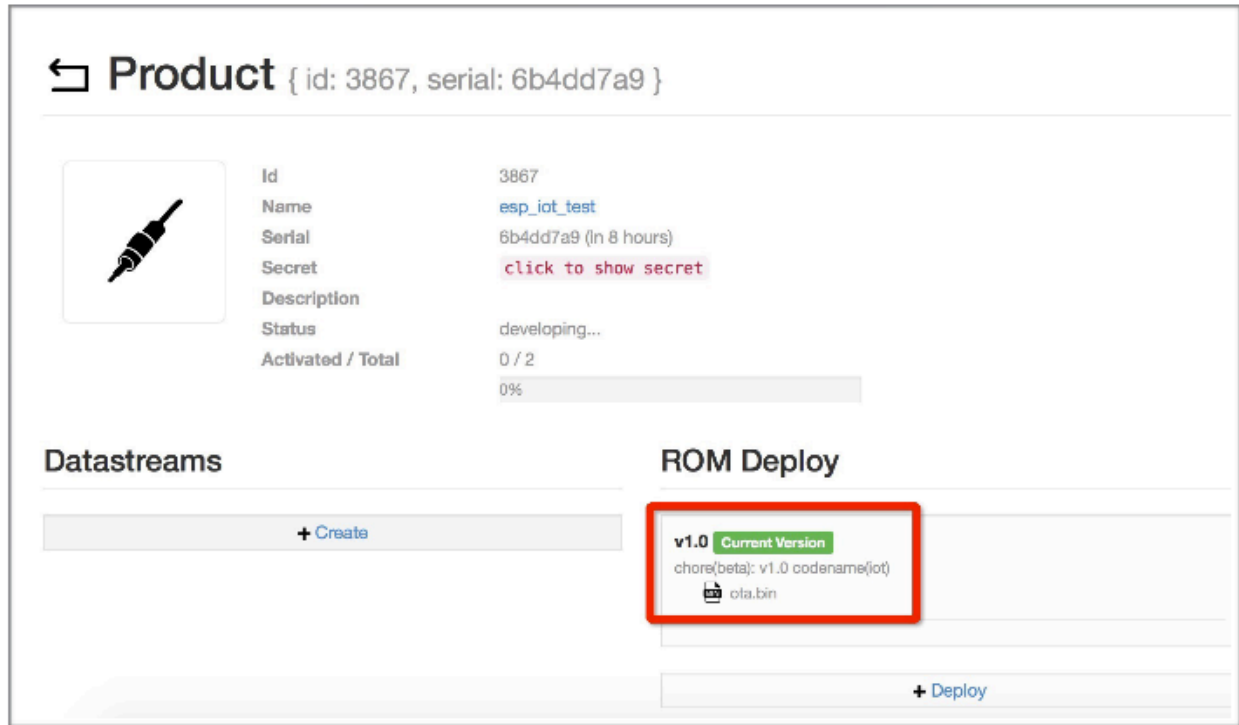 Product { id: 3867, serial: 6b4dd7a9 }
Id 3867
Name esp_iot_test
Serial 6b4dd7a9 (in 8 hours)
Secret click to show secret
Description
Status developing...
Activated / Total 0 / 2
0%
Datastreams
+ Create
ROM Deploy
v1.0 Current Version
chore(beta): v1.0 codename(iot)
ota.bin
+ Deploy